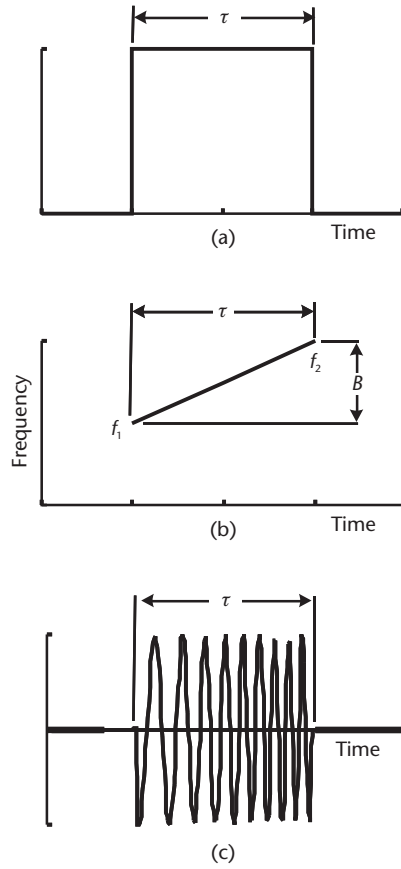 τ
Time
(a)
τ
f₂
B
f₁
Frequency
Time
(b)
τ
Time
(c)